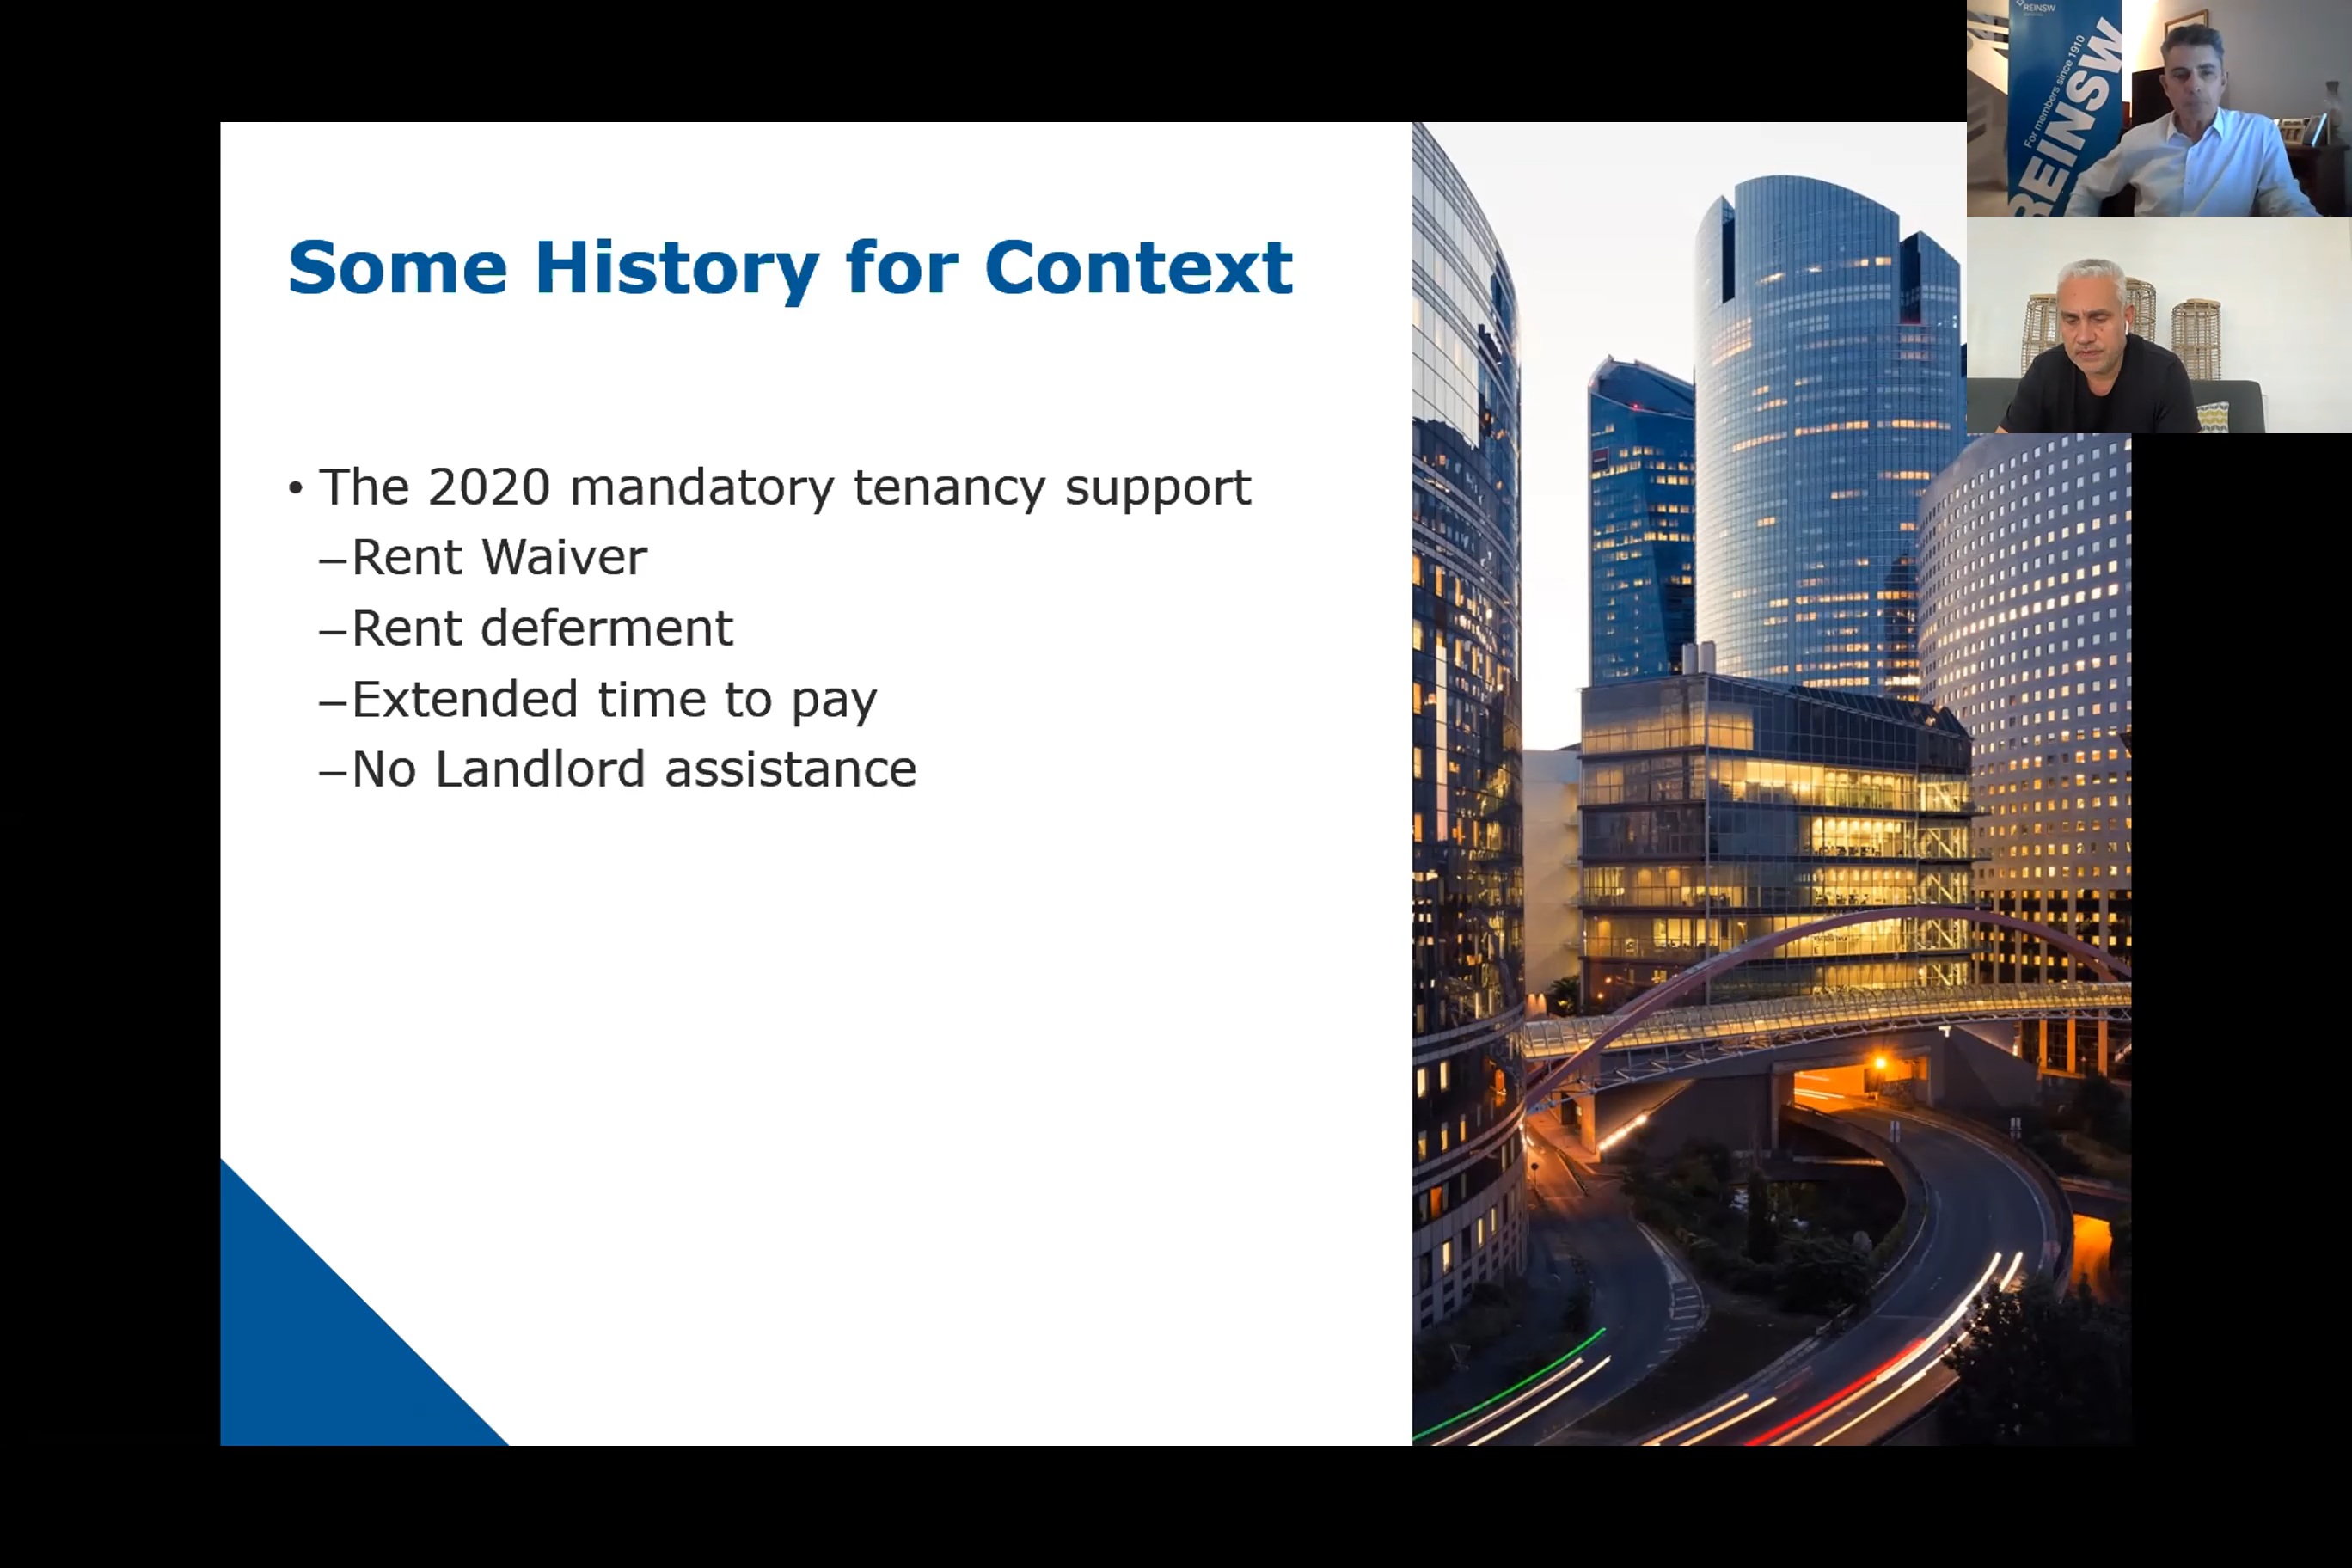 Some History for Context
• The 2020 mandatory tenancy support
–Rent Waiver
–Rent deferment
–Extended time to pay
–No Landlord assistance
REINSW
For members since 1910
REINSW